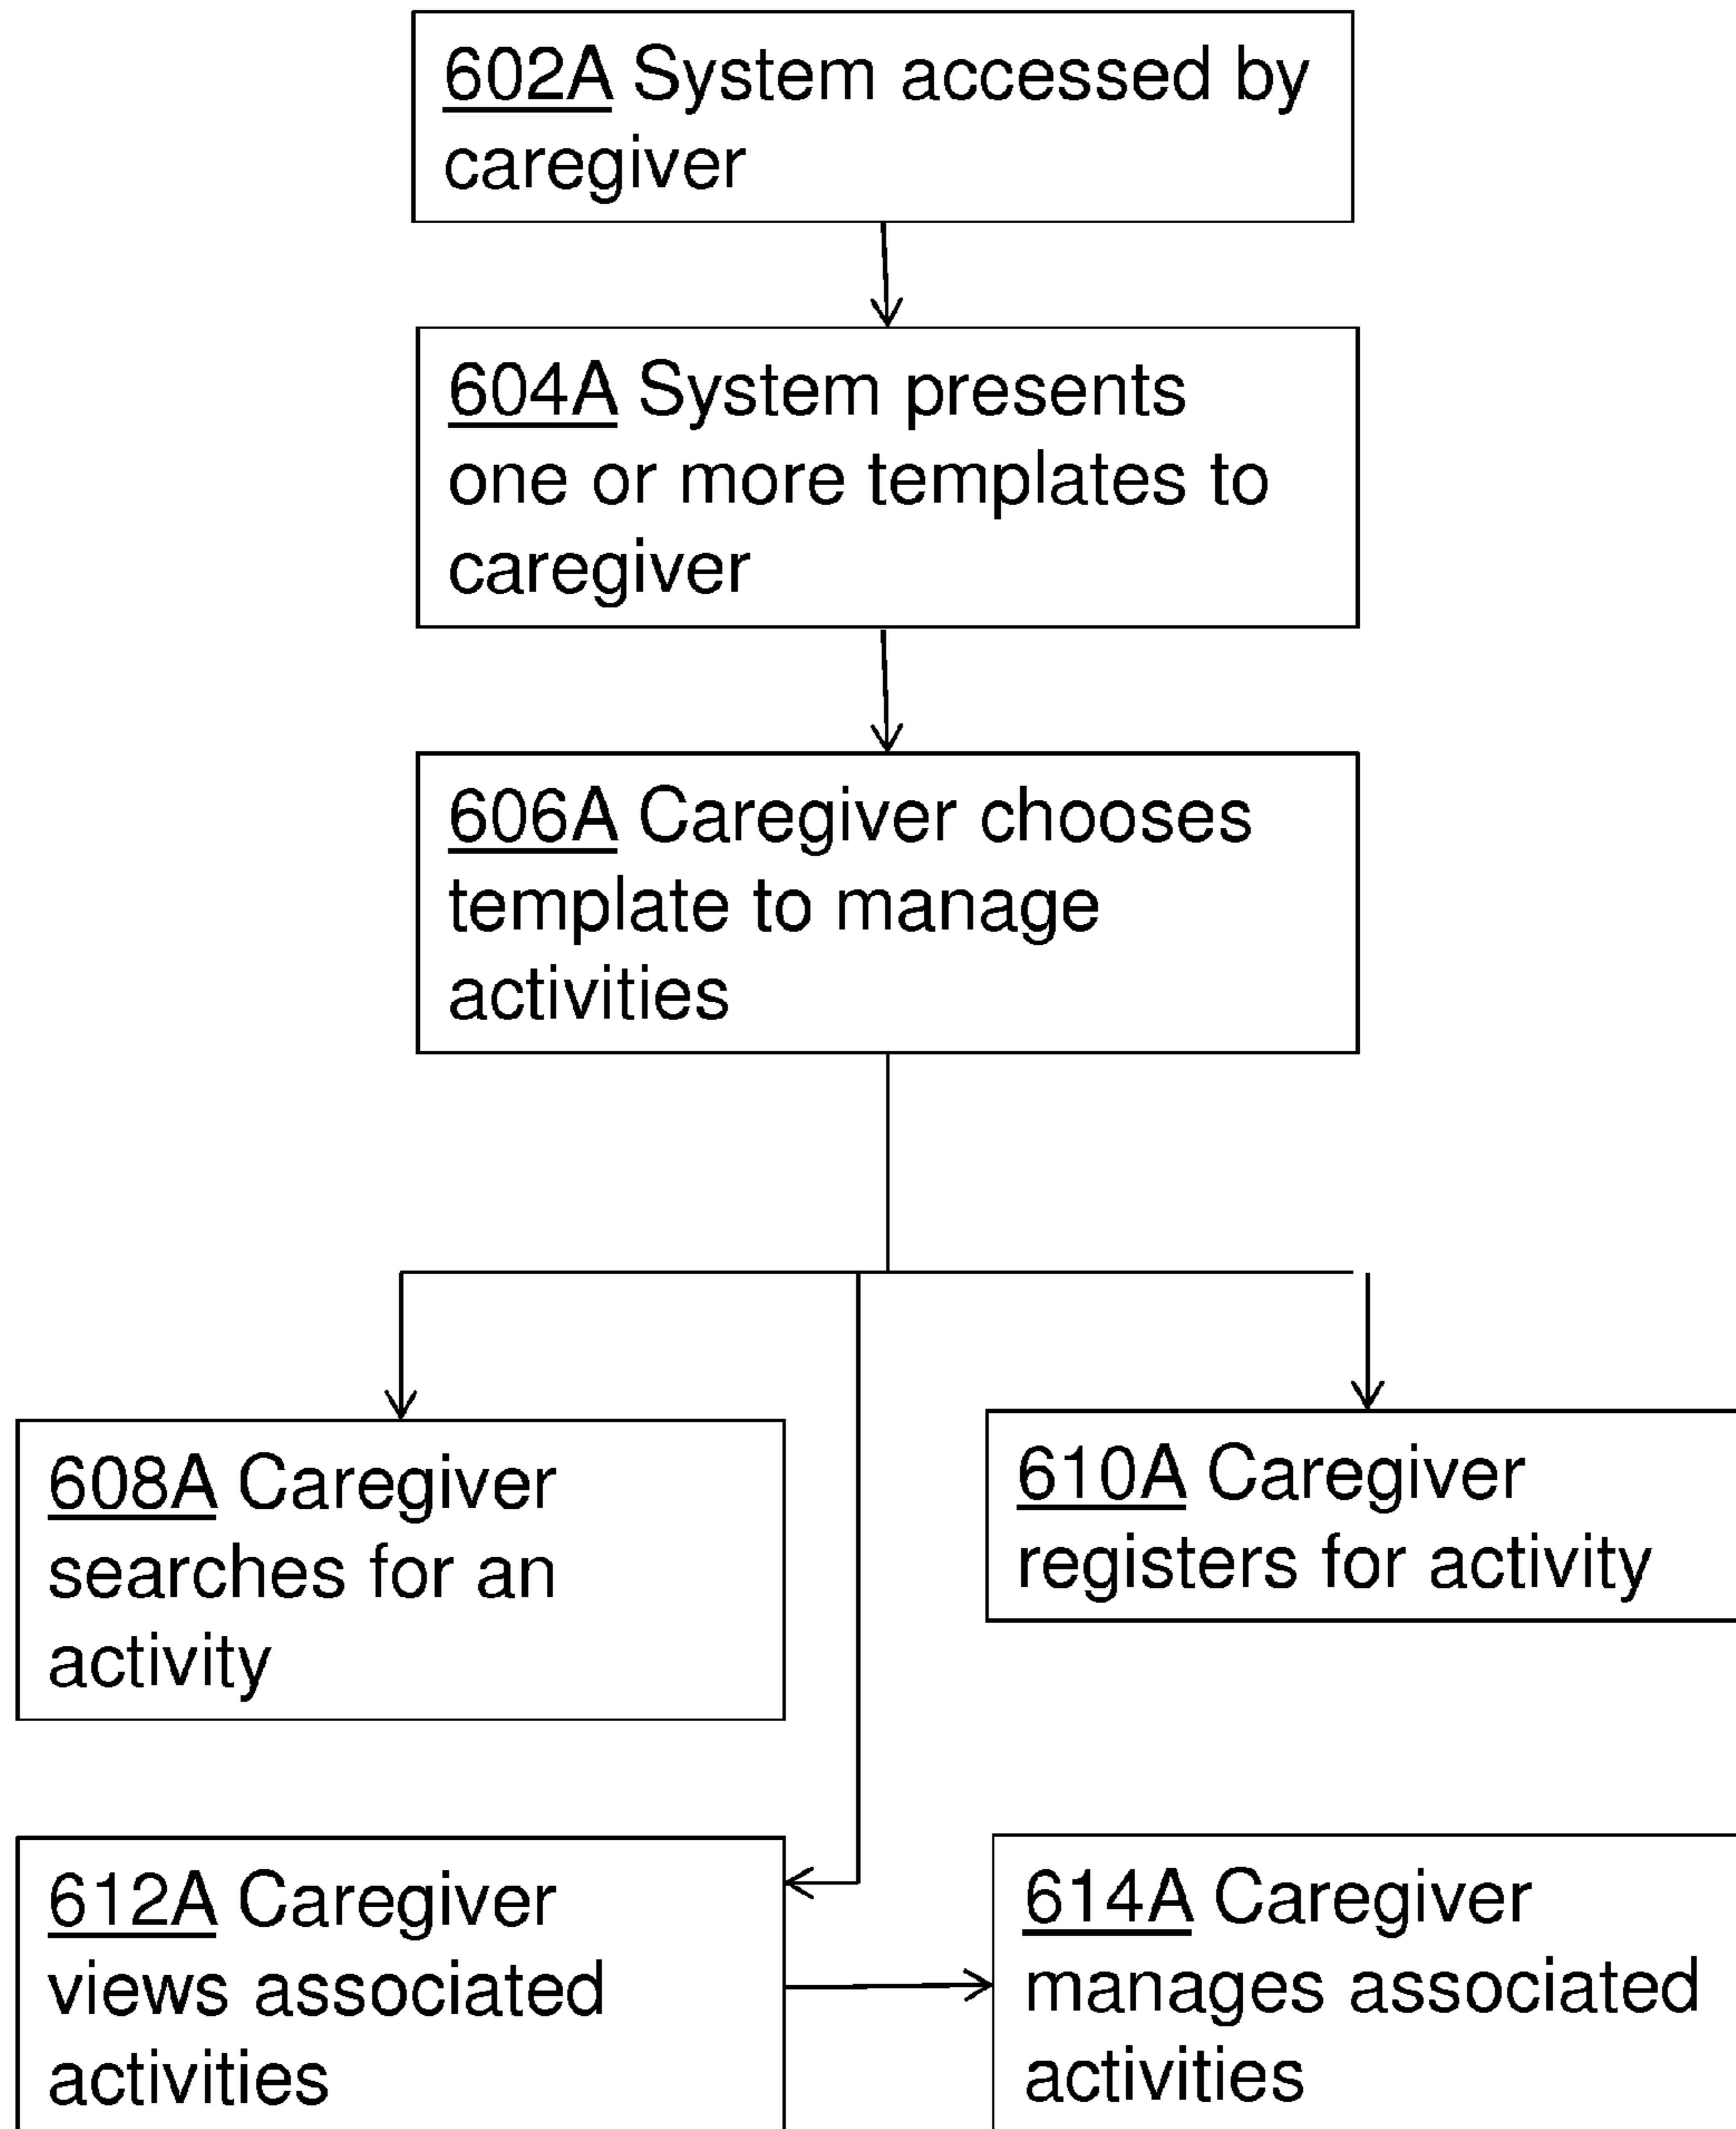 602A System accessed by
caregiver
604A System presents
one or more templates to
caregiver
606A Caregiver chooses
template to manage
activities
608A Caregiver
searches for an
activity
610A Caregiver
registers for activity
612A Caregiver
views associated
activities
614A Caregiver
manages associated
activities